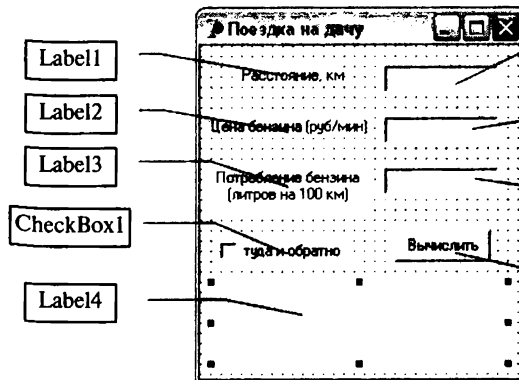 Поездка на дачу
Label1
Расстояние, км
Label2
Цена бензина (руб/мин)
Label3
Потребление бензина
(литров на 100 км)
CheckBox1
туда и обратно
Вычислить
Label4